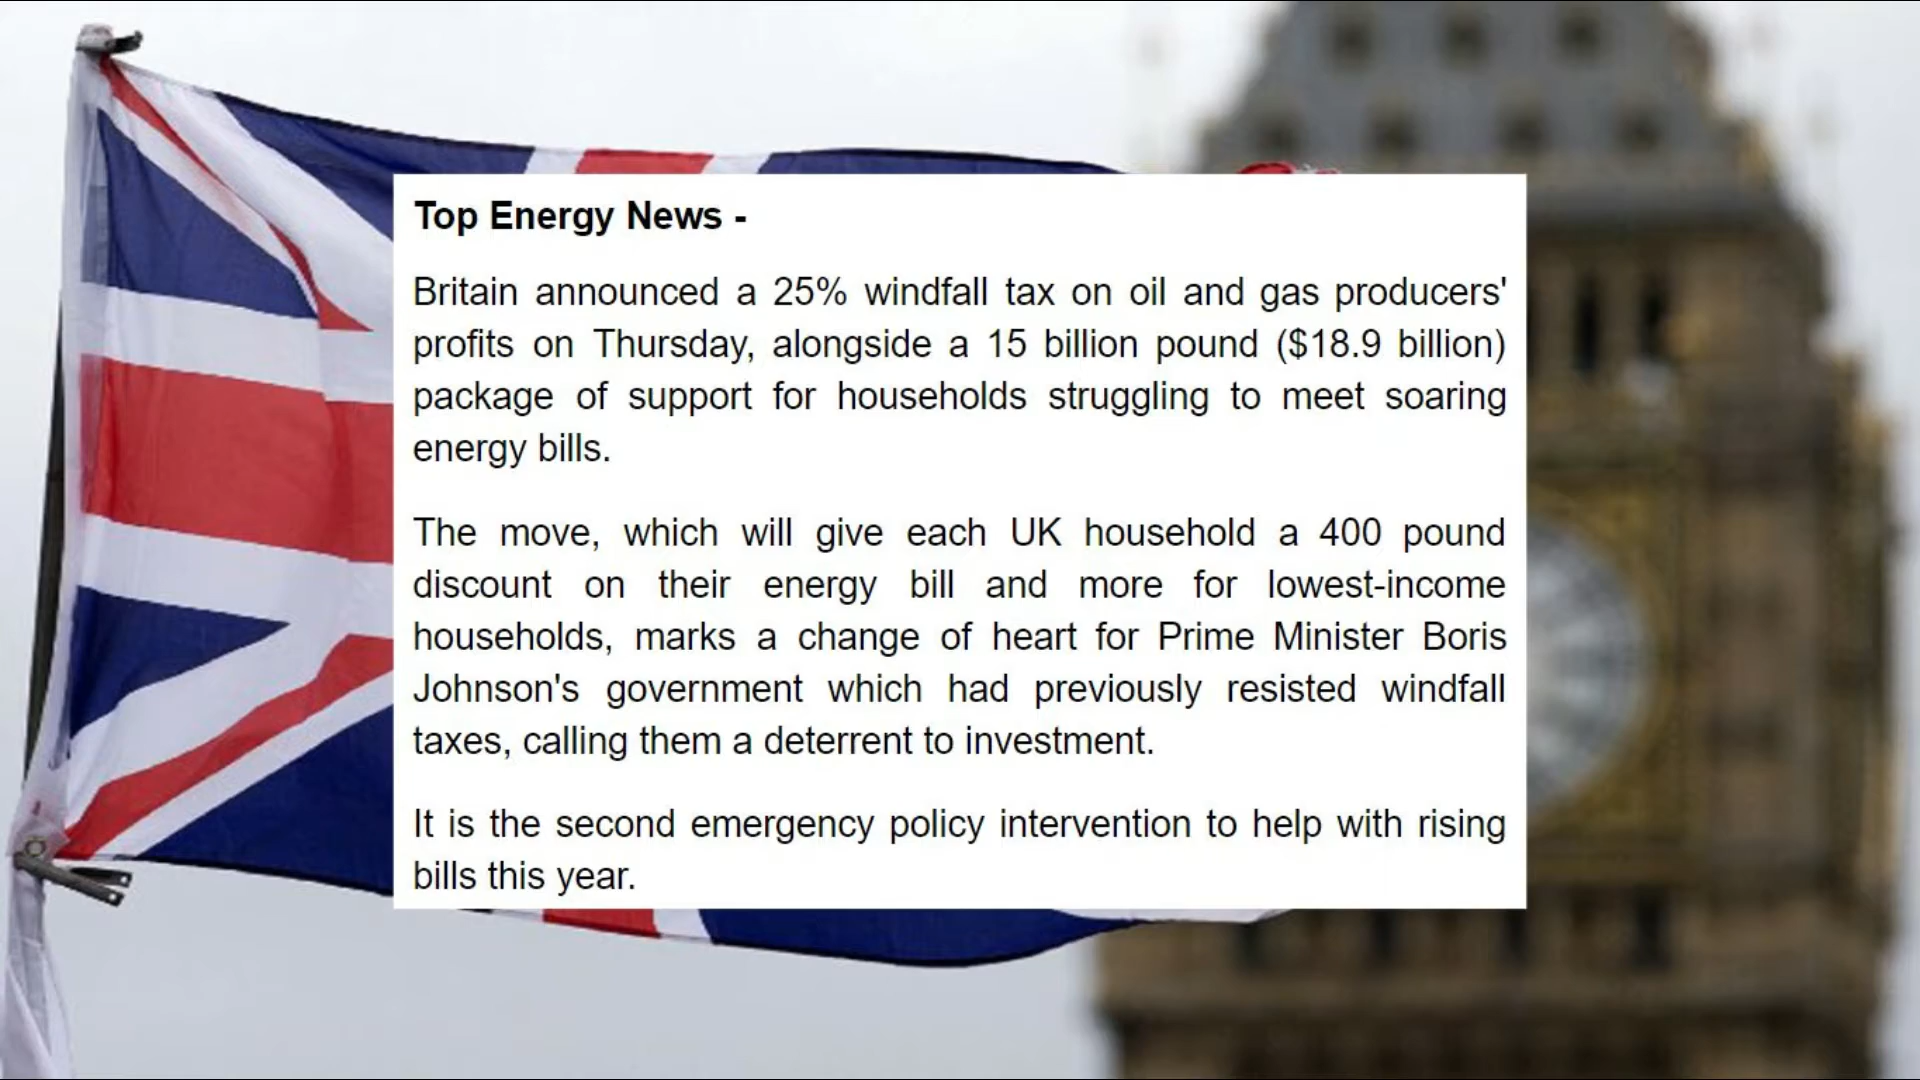 Top Energy News -
Britain announced a 25% windfall tax on oil and gas producers'
profits on Thursday, alongside a 15 billion pound ($18.9 billion)
package of support for households struggling to meet soaring
energy bills.
The move, which will give each UK household a 400 pound
discount on their energy bill and more for lowest-income
households, marks a change of heart for Prime Minister Boris
Johnson's government which had previously resisted windfall
taxes, calling them a deterrent to investment.
It is the second emergency policy intervention to help with rising
bills this year.